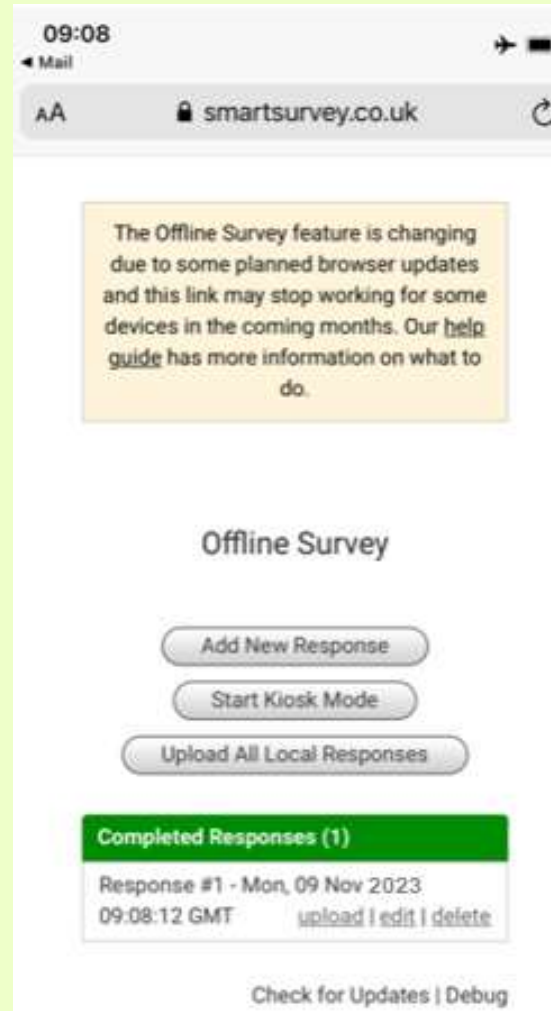 09:08
◀ Mail
AA smartsurvey.co.uk
The Offline Survey feature is changing
due to some planned browser updates
and this link may stop working for some
devices in the coming months. Our help
guide has more information on what to
do.
Offline Survey
Add New Response
Start Kiosk Mode
Upload All Local Responses
Completed Responses (1)
Response #1 - Mon, 09 Nov 2023
09:08:12 GMT upload | edit | delete
Check for Updates | Debug